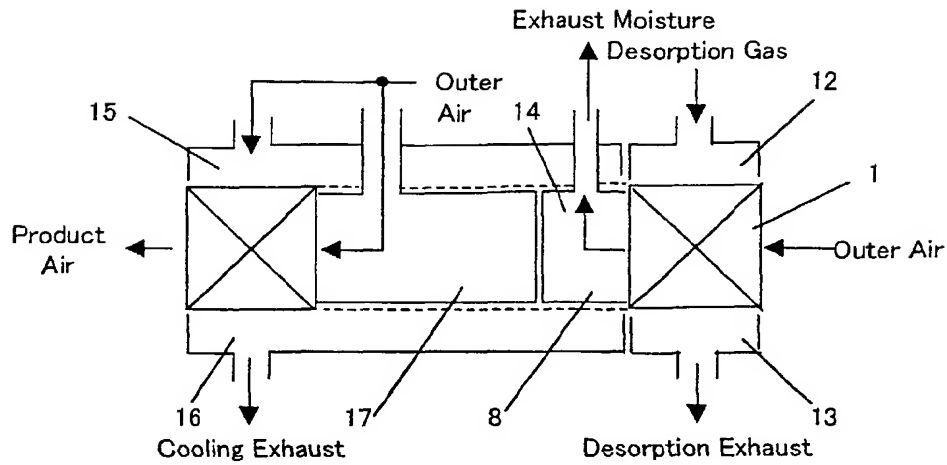 Exhaust Moisture
Desorption Gas
Outer
Air
14
12
15
1
Product
Air
Outer Air
16
17
8
13
Cooling Exhaust
Desorption Exhaust